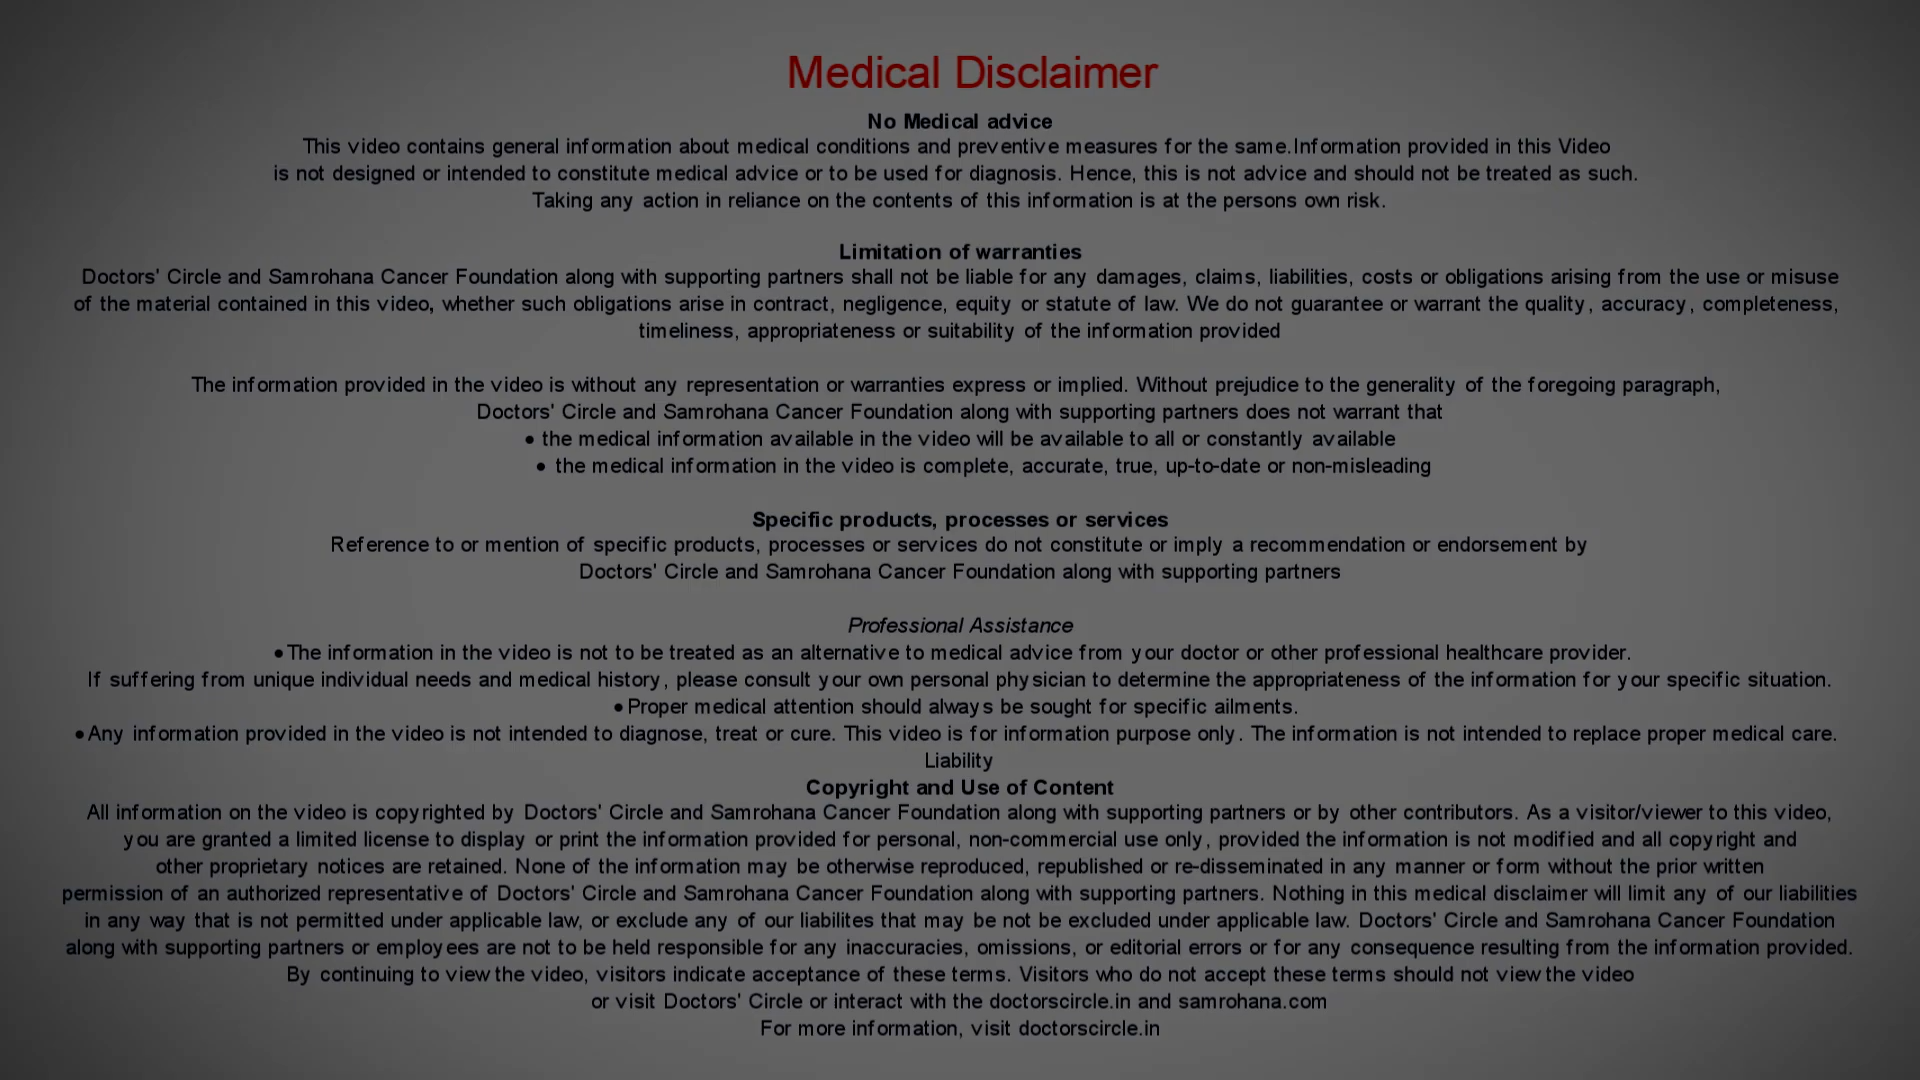 Medical Disclaimer
No Medical advice
This video contains general information about medical conditions and preventive measures for the same.Information provided in this Video
is not designed or intended to constitute medical advice or to be used for diagnosis. Hence, this is not advice and should not be treated as such.
Taking any action in reliance on the contents of this information is at the persons own risk.
Limitation of warranties
Doctors' Circle and Samrohana Cancer Foundation along with supporting partners shall not be liable for any damages, claims, liabilities, costs or obligations arising from the use or misuse
of the material contained in this video, whether such obligations arise in contract, negligence, equity or statute of law. We do not guarantee or warrant the quality, accuracy, completeness,
timeliness, appropriateness or suitability of the information provided
The information provided in the video is without any representation or warranties express or implied. Without prejudice to the generality of the foregoing paragraph,
Doctors' Circle and Samrohana Cancer Foundation along with supporting partners does not warrant that
• the medical information available in the video will be available to all or constantly available
• the medical information in the video is complete, accurate, true, up-to-date or non-misleading
Specific products, processes or services
Reference to or mention of specific products, processes or services do not constitute or imply a recommendation or endorsement by
Doctors' Circle and Samrohana Cancer Foundation along with supporting partners
Professional Assistance
•The information in the video is not to be treated as an alternative to medical advice from your doctor or other professional healthcare provider.
If suffering from unique individual needs and medical history, please consult your own personal physician to determine the appropriateness of the information for your specific situation.
•Proper medical attention should always be sought for specific ailments.
•Any information provided in the video is not intended to diagnose, treat or cure. This video is for information purpose only. The information is not intended to replace proper medical care.
Liability
Copyright and Use of Content
All information on the video is copyrighted by Doctors' Circle and Samrohana Cancer Foundation along with supporting partners or by other contributors. As a visitor/viewer to this video,
you are granted a limited license to display or print the information provided for personal, non-commercial use only, provided the information is not modified and all copyright and
other proprietary notices are retained. None of the information may be otherwise reproduced, republished or re-disseminated in any manner or form without the prior written
permission of an authorized representative of Doctors' Circle and Samrohana Cancer Foundation along with supporting partners. Nothing in this medical disclaimer will limit any of our liabilities
in any way that is not permitted under applicable law, or exclude any of our liabilites that may be not be excluded under applicable law. Doctors' Circle and Samrohana Cancer Foundation
along with supporting partners or employees are not to be held responsible for any inaccuracies, omissions, or editorial errors or for any consequence resulting from the information provided.
By continuing to view the video, visitors indicate acceptance of these terms. Visitors who do not accept these terms should not view the video
or visit Doctors' Circle or interact with the doctorscircle.in and samrohana.com
For more information, visit doctorscircle.in